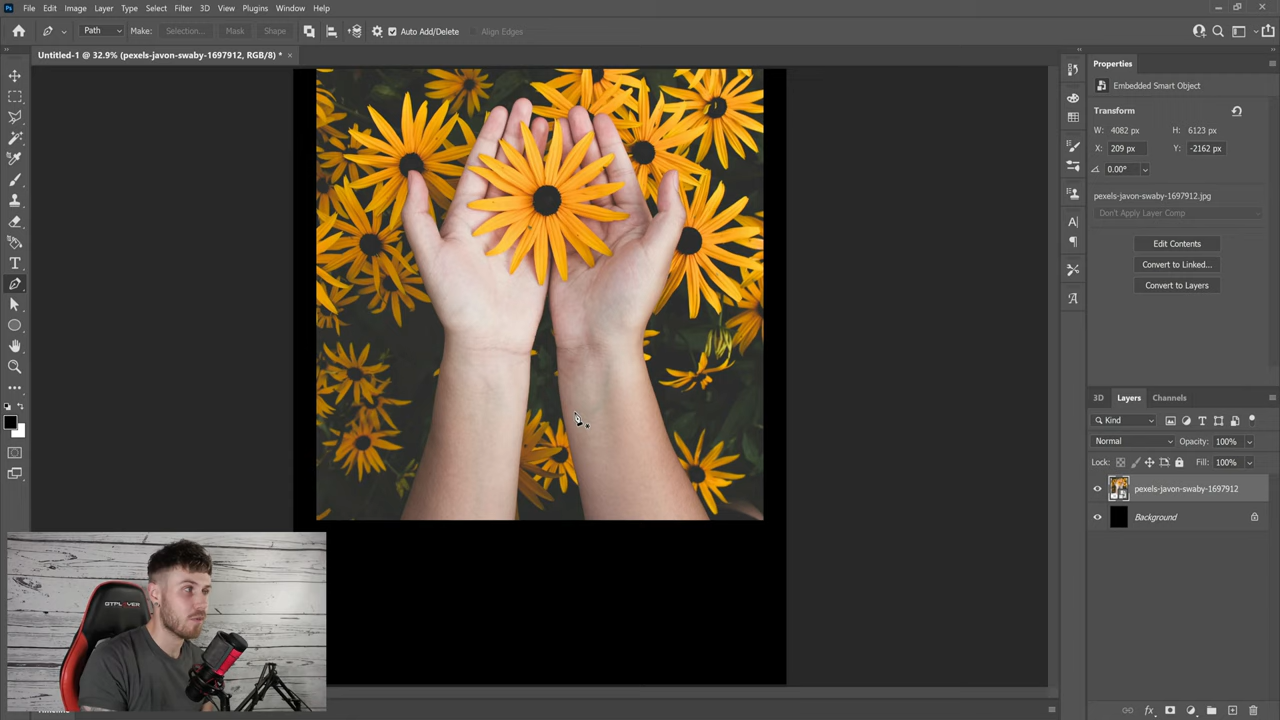 Ps File Edit Image Layer Type Select Filter 3D View Plugins Window Help
Path Make: Selection... Mask Shape Auto Add/Delete Align Edges
Untitled-1 @ 32.9% (pexels-javon-swaby-1697912, RGB/8) *
Properties
Embedded Smart Object
Transform
W: 4082 px H: 6123 px
X: 209 px Y: -2162 px
0.00°
pexels-javon-swaby-1697912.jpg
Don't Apply Layer Comp
Edit Contents
Convert to Linked...
Convert to Layers
3D Layers Channels
Kind
Normal Opacity: 100%
Lock: Fill: 100%
pexels-javon-swaby-1697912
Background
GTPLAYER